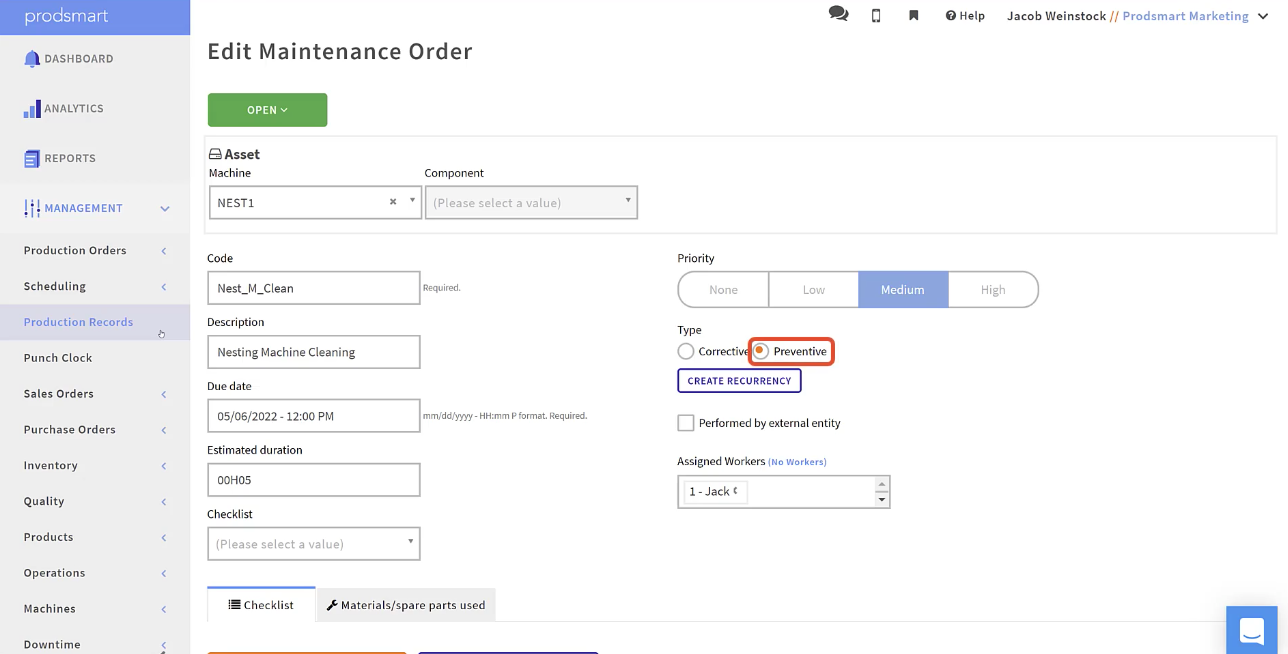 prodsmart
Help
Jacob Weinstock // Prodsmart Marketing
DASHBOARD
ANALYTICS
REPORTS
MANAGEMENT
Production Orders
Scheduling
Production Records
Punch Clock
Sales Orders
Purchase Orders
Inventory
Quality
Products
Operations
Machines
Downtime
Edit Maintenance Order
OPEN
Asset
Machine
Component
NEST1
(Please select a value)
Code
Nest_M_Clean
Required.
Description
Nesting Machine Cleaning
Due date
05/06/2022 - 12:00 PM
mm/dd/yyyy - HH:mm P format. Required.
Estimated duration
00H05
Checklist
(Please select a value)
Priority
None Low Medium High
Type
Corrective Preventive
CREATE RECURRENCY
Performed by external entity
Assigned Workers (No Workers)
1 - Jack
Checklist
Materials/spare parts used